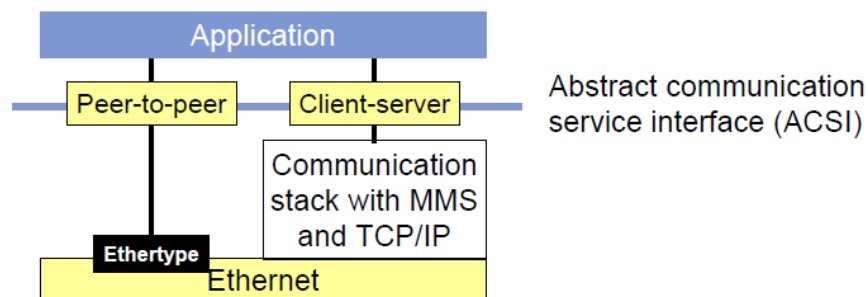 Application
Peer-to-peer
Client-server
Abstract communication
service interface (ACSI)
Communication
stack with MMS
and TCP/IP
Ethertype
Ethernet